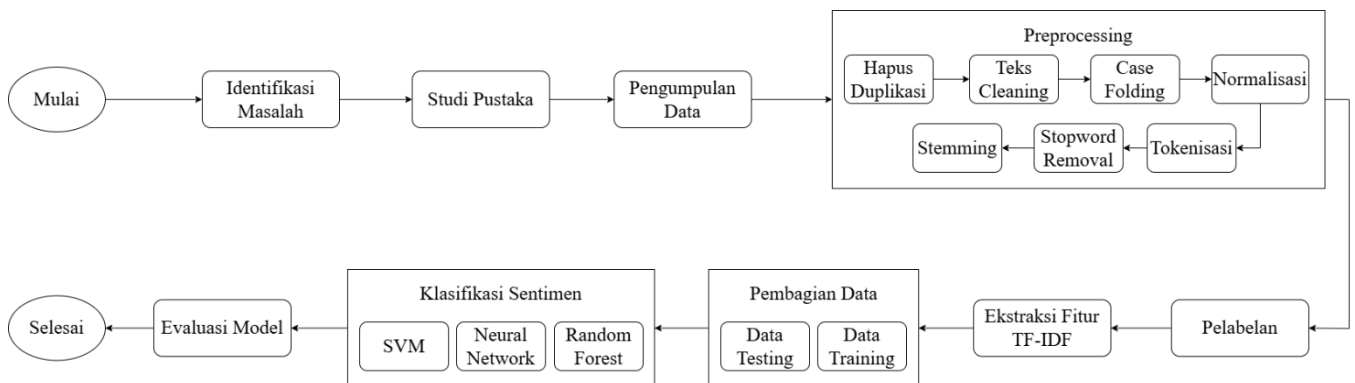 Preprocessing
Mulai
Identifikasi
Masalah
Studi Pustaka
Pengumpulan
Data
Hapus
Duplikasi
Teks
Cleaning
Case
Folding
Normalisasi
Tokenisasi
Stopword
Removal
Stemming
Pelabelan
Ekstraksi Fitur
TF-IDF
Pembagian Data
Data
Testing
Data
Training
Klasifikasi Sentimen
SVM
Neural
Network
Random
Forest
Evaluasi Model
Selesai